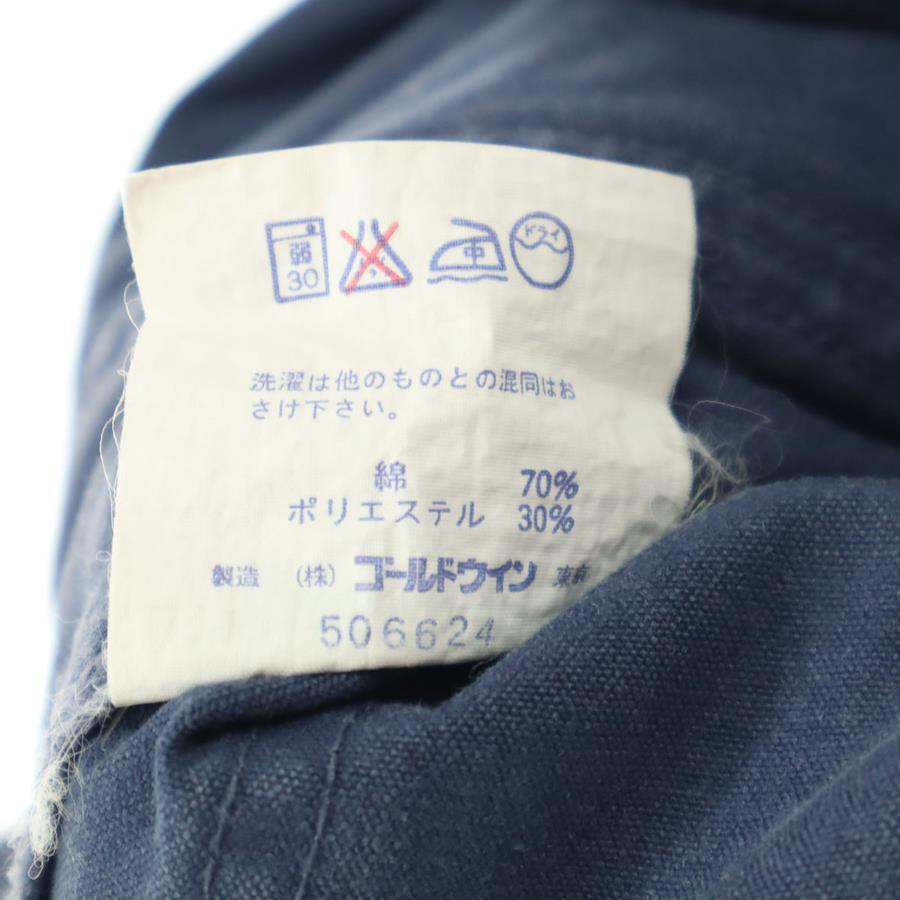 弱
30
中
ドライ
洗濯は他のものとの混同はお
さけ下さい。
綿 70%
ポリエステル 30%
製造 (株) ゴールドウイン 東京
506624